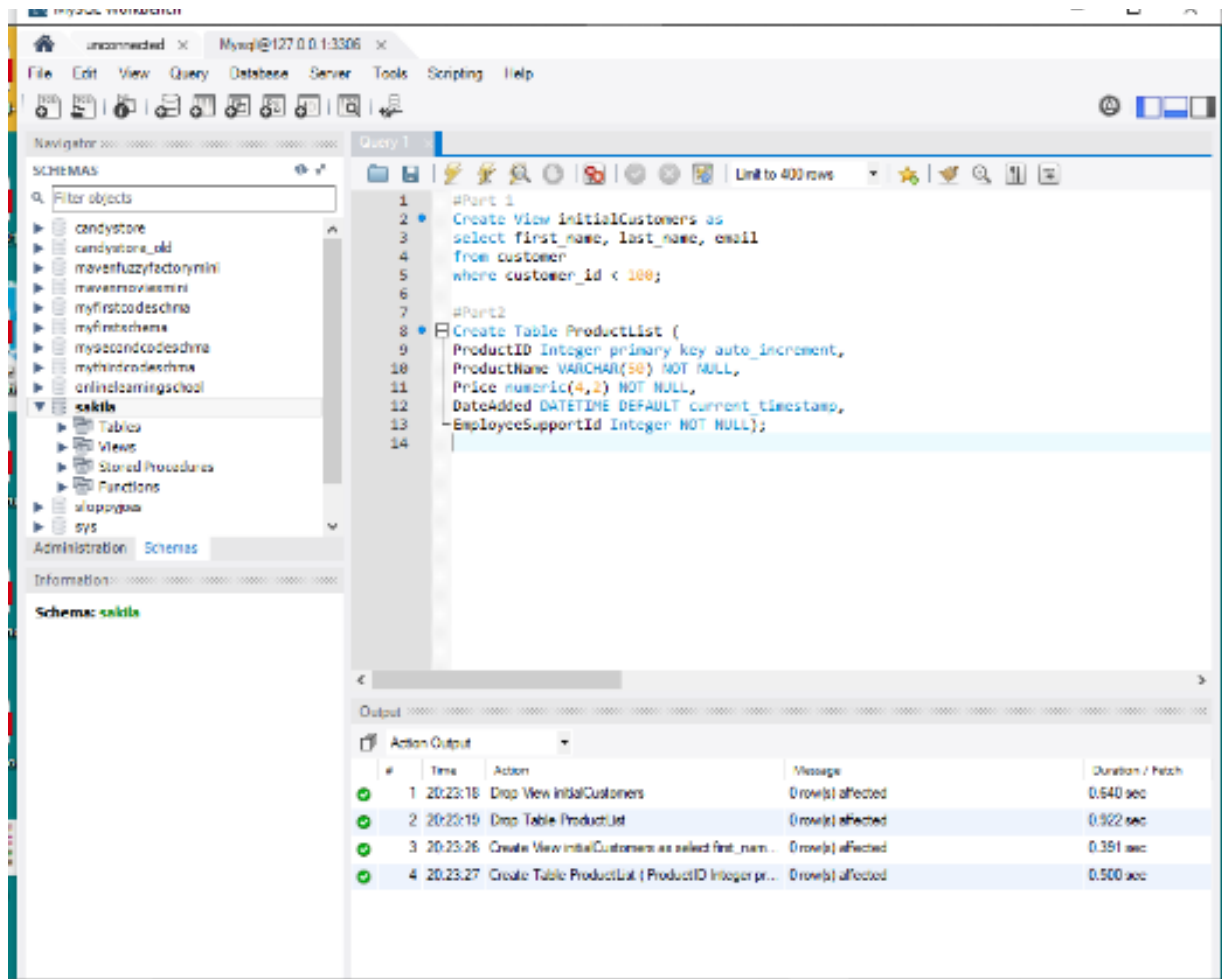 MySQL Workbench
unconnected × Mysql@127.0.0.1:3306 ×
File Edit View Query Database Server Tools Scripting Help
Navigator
Query 1
SCHEMAS
Limit to 400 rows
Filter objects
candystore
candystore_old
mavenfuzzyfactorymini
mavenmoviesmini
myfirstcodeschma
myfirstschema
mysecondcodeschma
mythirdcodeschma
onlinelearningschool
sakila
Tables
Views
Stored Procedures
Functions
sloppyjoes
sys
Administration Schemas
Information
Schema: sakila
1 #Part 1
2 Create View initialCustomers as
3 select first_name, last_name, email
4 from customer
5 where customer_id < 100;
6
7 #Part2
8 Create Table ProductList (
9 ProductID Integer primary key auto_increment,
10 ProductName VARCHAR(50) NOT NULL,
11 Price numeric(4,2) NOT NULL,
12 DateAdded DATETIME DEFAULT current_timestamp,
13 EmployeeSupportId Integer NOT NULL);
14
Output
Action Output
# Time Action Message Duration / Fetch
1 20:23:18 Drop View initialCustomers 0 row(s) affected 0.640 sec
2 20:23:19 Drop Table ProductList 0 row(s) affected 0.922 sec
3 20:23:26 Create View initialCustomers as select first_nam... 0 row(s) affected 0.391 sec
4 20:23:27 Create Table ProductList ( ProductID Integer pr... 0 row(s) affected 0.500 sec